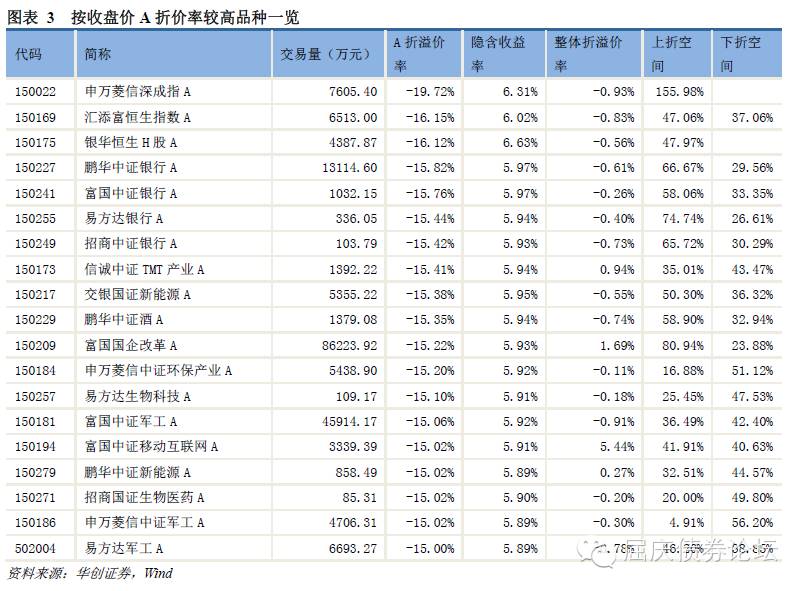 图表 3 按收盘价 A 折价率较高品种一览
代码 简称 交易量（万元） A 折溢价率 隐含收益率 整体折溢价率 上折空间 下折空间
150022 申万菱信深成指 A 7605.40 -19.72% 6.31% -0.93% 155.98%
150169 汇添富恒生指数 A 6513.00 -16.15% 6.02% -0.83% 47.06% 37.06%
150175 银华恒生 H 股 A 4387.87 -16.12% 6.63% -0.56% 47.97%
150227 鹏华中证银行 A 13114.60 -15.82% 5.97% -0.61% 66.67% 29.56%
150241 富国中证银行 A 1032.15 -15.76% 5.97% -0.26% 58.06% 33.35%
150255 易方达银行 A 336.05 -15.44% 5.94% -0.40% 74.74% 26.61%
150249 招商中证银行 A 103.79 -15.42% 5.93% -0.73% 65.72% 30.29%
150173 信诚中证 TMT 产业 A 1392.22 -15.41% 5.94% 0.94% 35.01% 43.47%
150217 交银国证新能源 A 5355.22 -15.38% 5.95% -0.55% 50.30% 36.32%
150229 鹏华中证酒 A 1379.08 -15.35% 5.94% -0.74% 58.90% 32.94%
150209 富国国企改革 A 86223.92 -15.22% 5.93% 1.69% 80.94% 23.88%
150184 申万菱信中证环保产业 A 5438.90 -15.20% 5.92% -0.11% 16.88% 51.12%
150257 易方达生物科技 A 109.17 -15.10% 5.91% -0.18% 25.45% 47.53%
150181 富国中证军工 A 45914.17 -15.06% 5.92% -0.91% 36.49% 42.40%
150194 富国中证移动互联网 A 3339.39 -15.02% 5.91% 5.44% 41.91% 40.63%
150279 鹏华中证新能源 A 858.49 -15.02% 5.89% 0.27% 32.51% 44.57%
150271 招商国证生物医药 A 85.31 -15.02% 5.90% -0.20% 20.00% 49.80%
150186 申万菱信中证军工 A 4706.31 -15.02% 5.89% -0.30% 4.91% 56.20%
502004 易方达军工 A 6693.27 -15.00% 5.89%
屈庆债券论坛
资料来源：华创证券，Wind